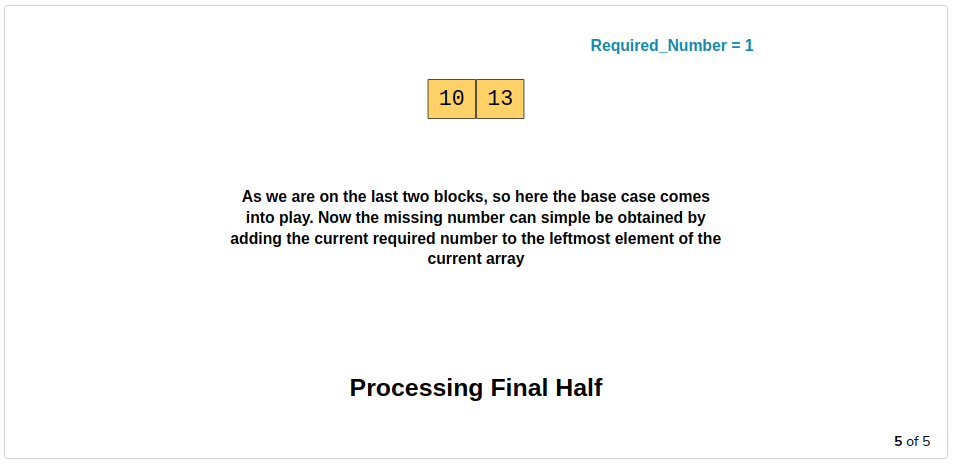 Required_Number = 1
10 13
As we are on the last two blocks, so here the base case comes
into play. Now the missing number can simple be obtained by
adding the current required number to the leftmost element of the
current array
Processing Final Half
5 of 5